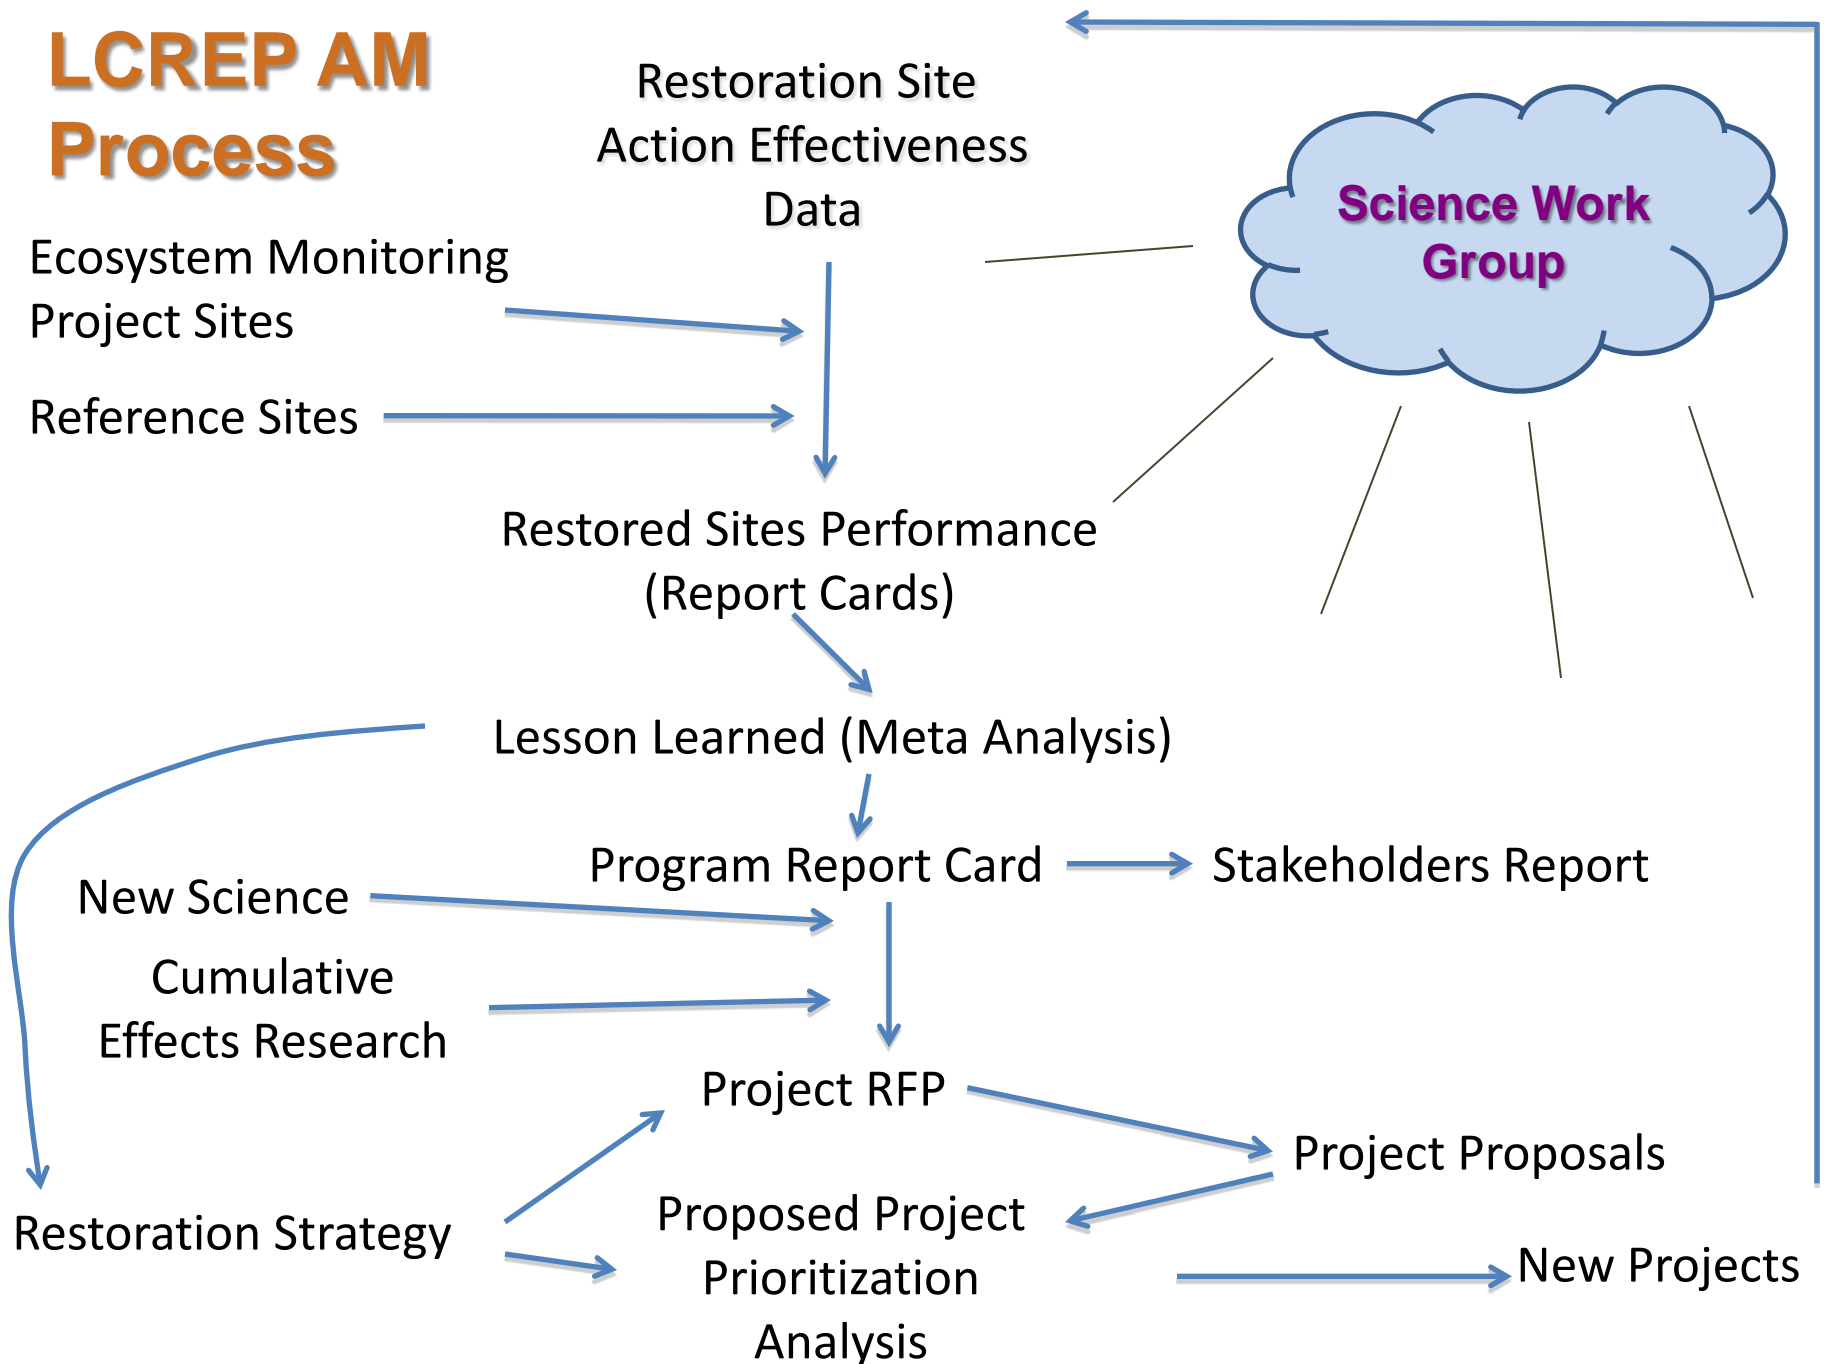 LCREP AM
Process
Restoration Site
Action Effectiveness
Data
Science Work
Group
Ecosystem Monitoring
Project Sites
Reference Sites
Restored Sites Performance
(Report Cards)
Lesson Learned (Meta Analysis)
Program Report Card
Stakeholders Report
New Science
Cumulative
Effects Research
Project RFP
Project Proposals
Restoration Strategy
Proposed Project
Prioritization
Analysis
New Projects